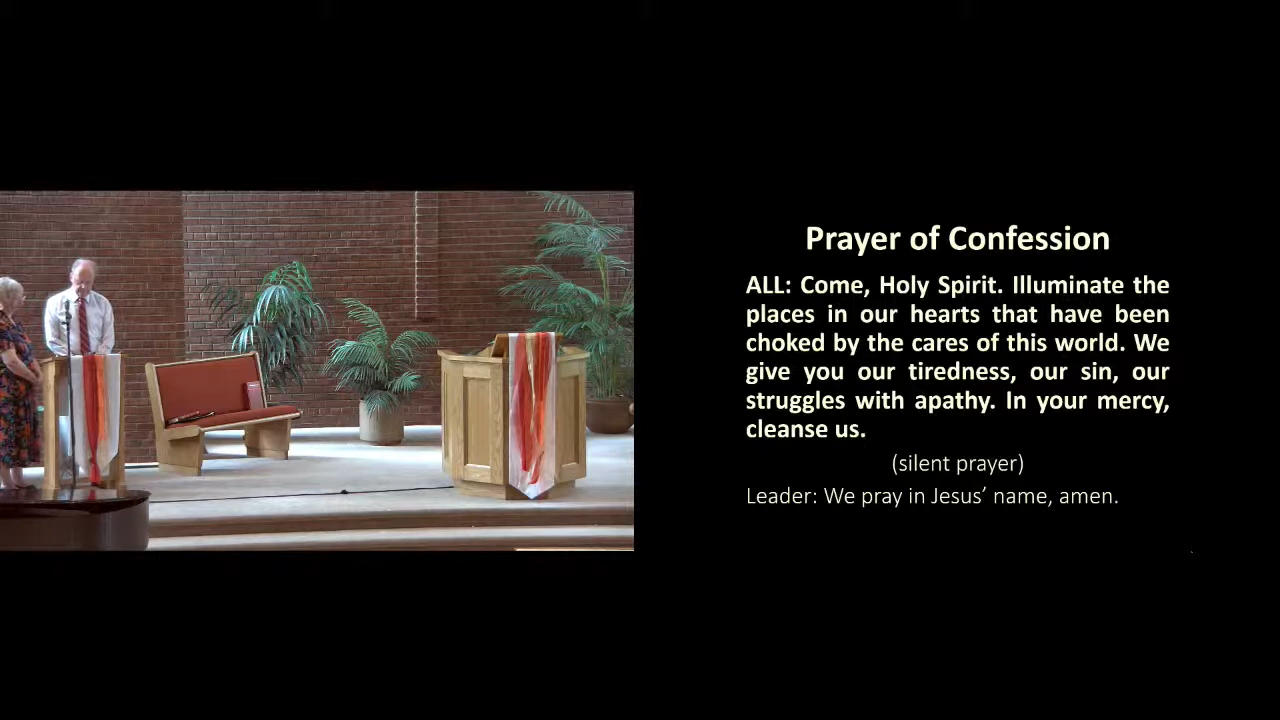 Prayer of Confession
ALL: Come, Holy Spirit. Illuminate the
places in our hearts that have been
choked by the cares of this world. We
give you our tiredness, our sin, our
struggles with apathy. In your mercy,
cleanse us.
(silent prayer)
Leader: We pray in Jesus’ name, amen.